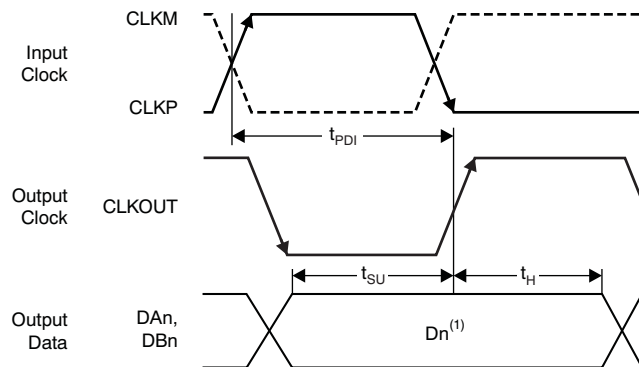 CLKM
Input
Clock
CLKP
tPDI
Output
Clock
CLKOUT
tSU
tH
Output
Data
DAn,
DBn
Dn(1)